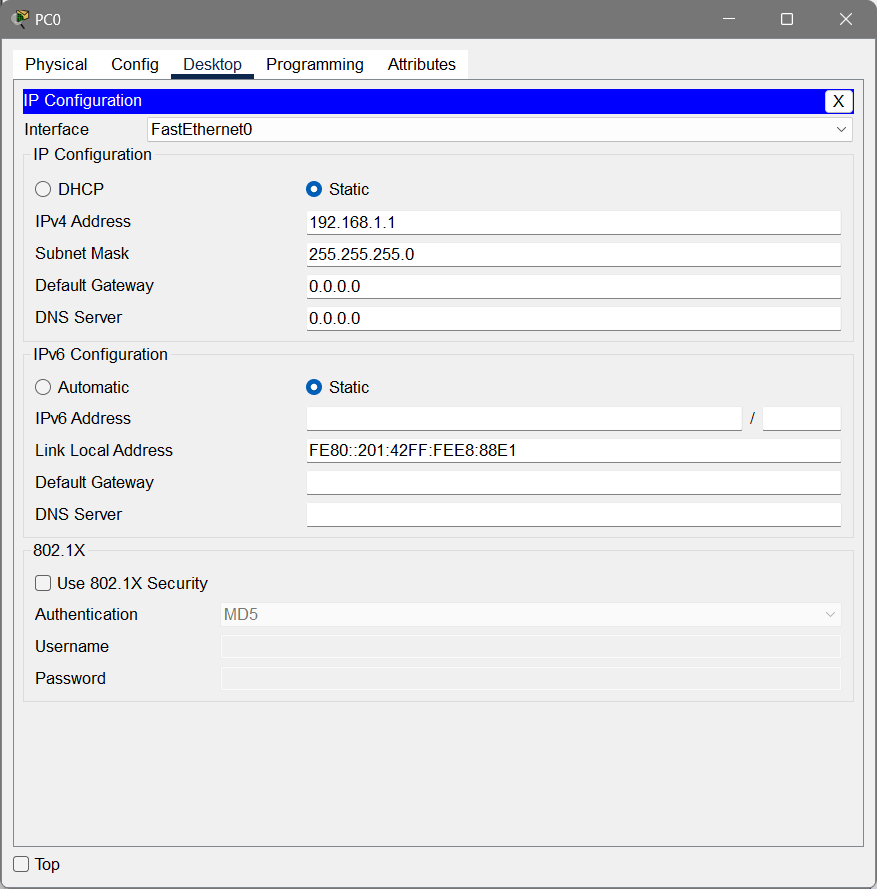 PC0
Physical Config Desktop Programming Attributes
IP Configuration X
Interface FastEthernet0
IP Configuration
DHCP Static
IPv4 Address 192.168.1.1
Subnet Mask 255.255.255.0
Default Gateway 0.0.0.0
DNS Server 0.0.0.0
IPv6 Configuration
Automatic Static
IPv6 Address /
Link Local Address FE80::201:42FF:FEE8:88E1
Default Gateway
DNS Server
802.1X
Use 802.1X Security
Authentication MD5
Username
Password
Top